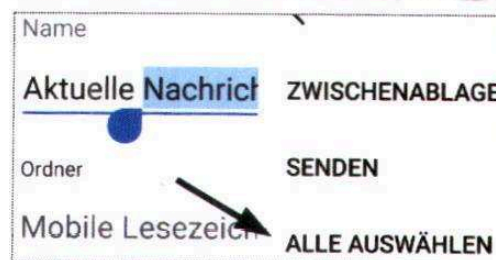 Name
Aktuelle Nachrich
ZWISCHENABLAGE
Ordner
SENDEN
Mobile Lesezeich
ALLE AUSWÄHLEN